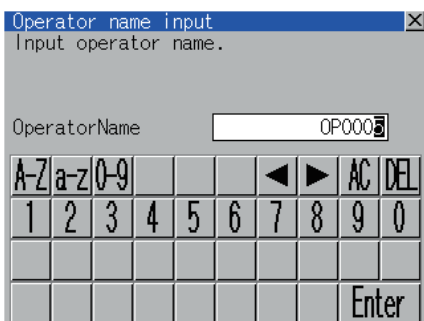 Operator name input ×
Input operator name.
OperatorName OP0005
A-Z a-z 0-9 ◀ ▶ AC DEL
1 2 3 4 5 6 7 8 9 0
Enter